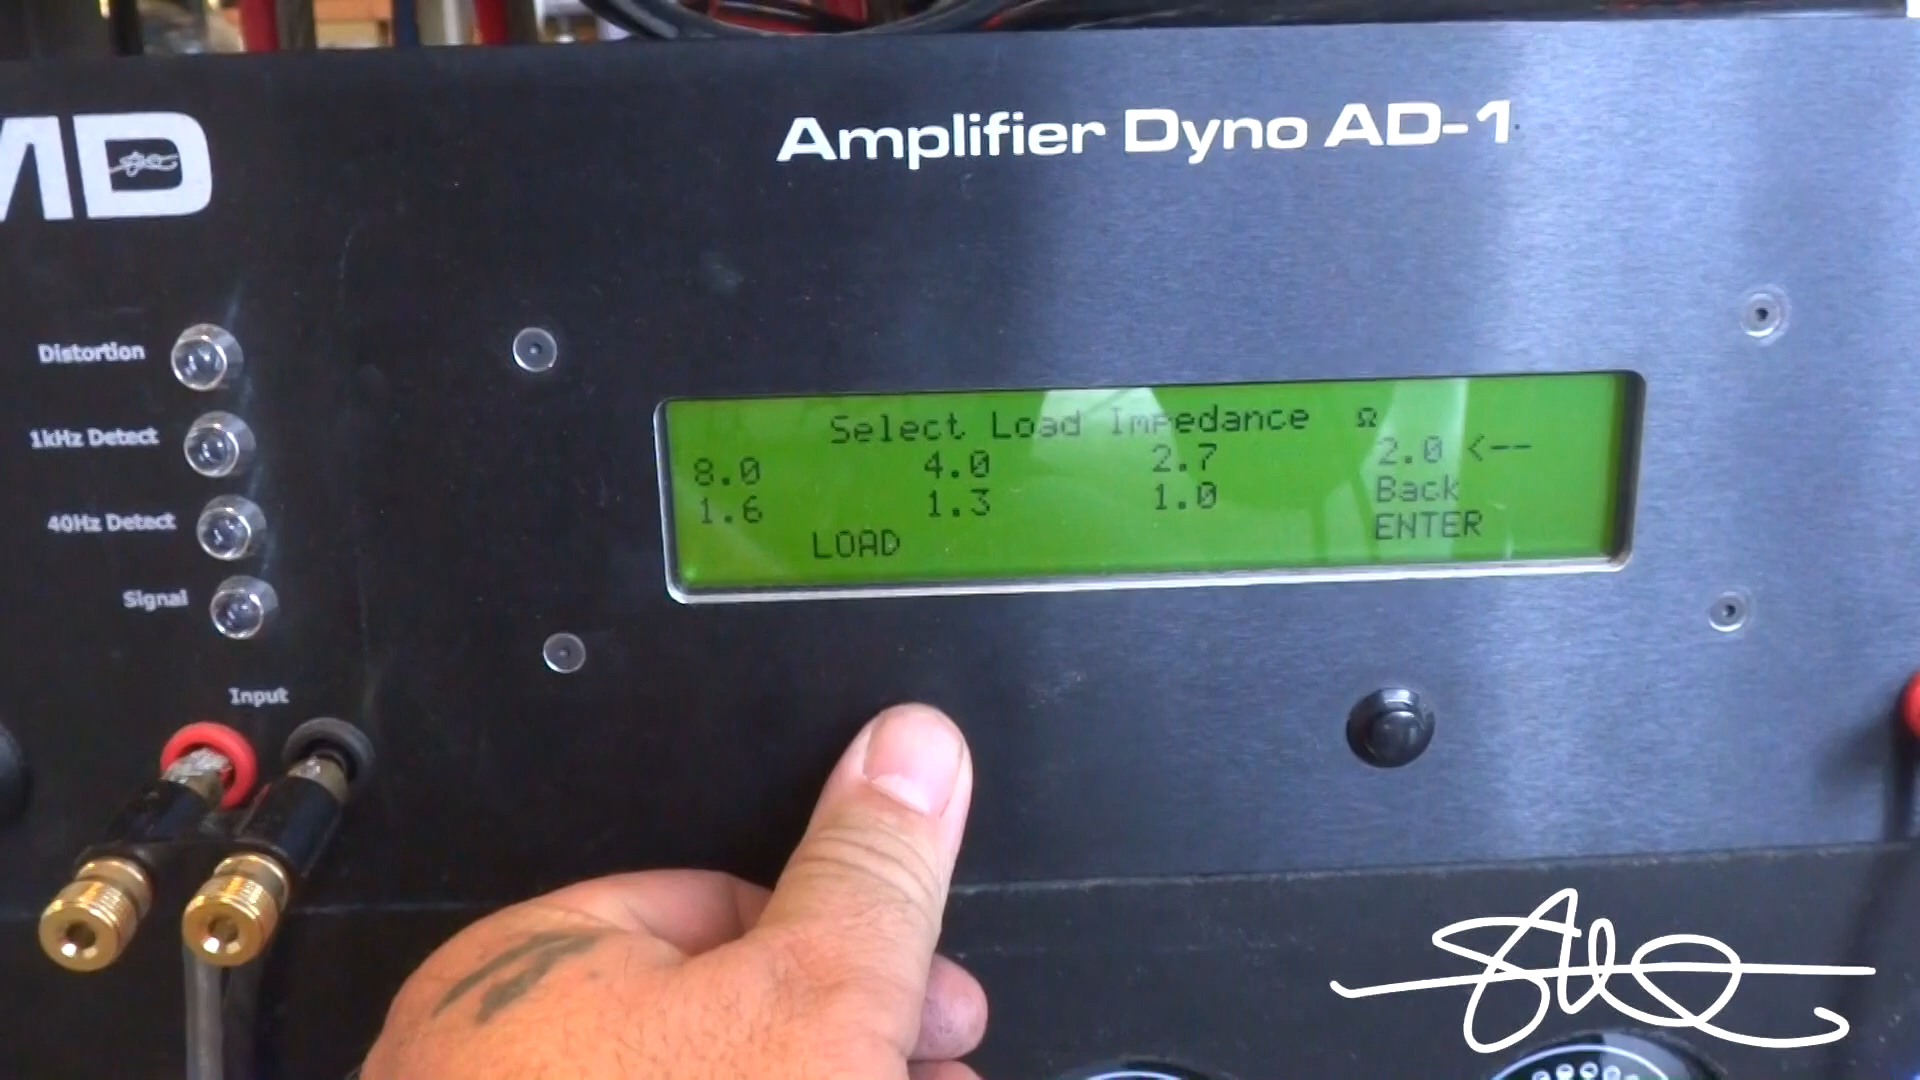 MD
Amplifier Dyno AD-1
Distortion
1kHz Detect
40Hz Detect
Signal
Input
Select Load Impedance Ω
8.0 4.0 2.7 2.0 <--
1.6 1.3 1.0 Back
LOAD ENTER